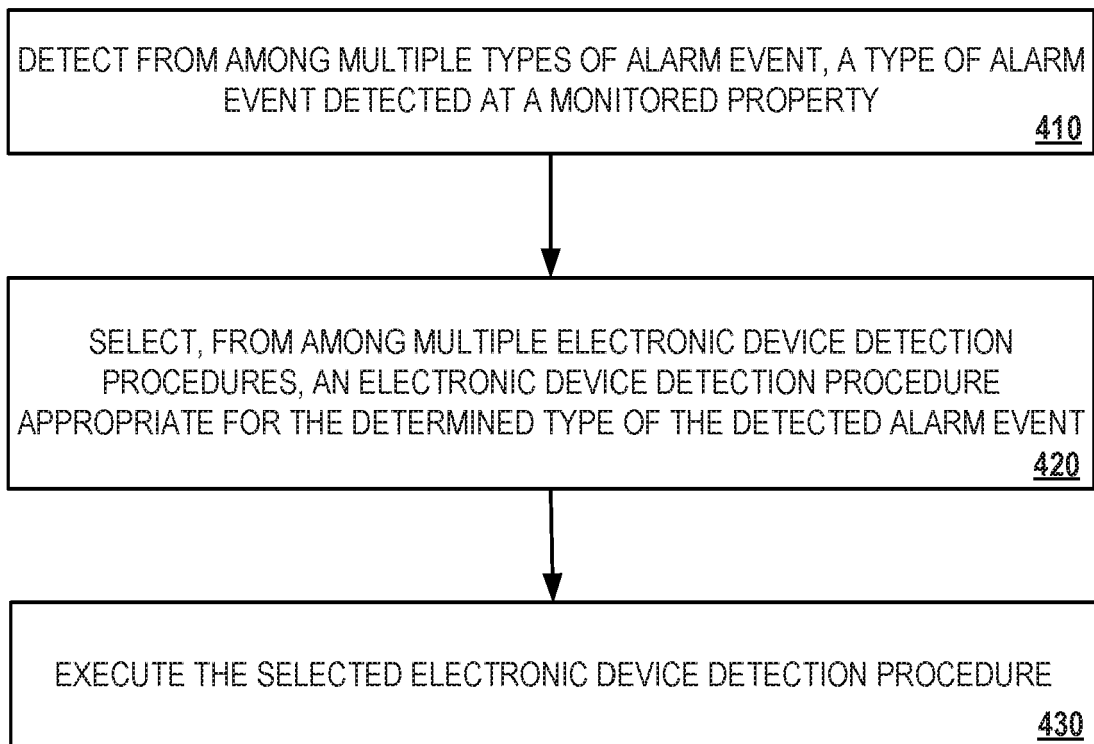 DETECT FROM AMONG MULTIPLE TYPES OF ALARM EVENT, A TYPE OF ALARM
EVENT DETECTED AT A MONITORED PROPERTY
410
SELECT, FROM AMONG MULTIPLE ELECTRONIC DEVICE DETECTION
PROCEDURES, AN ELECTRONIC DEVICE DETECTION PROCEDURE
APPROPRIATE FOR THE DETERMINED TYPE OF THE DETECTED ALARM EVENT
420
EXECUTE THE SELECTED ELECTRONIC DEVICE DETECTION PROCEDURE
430